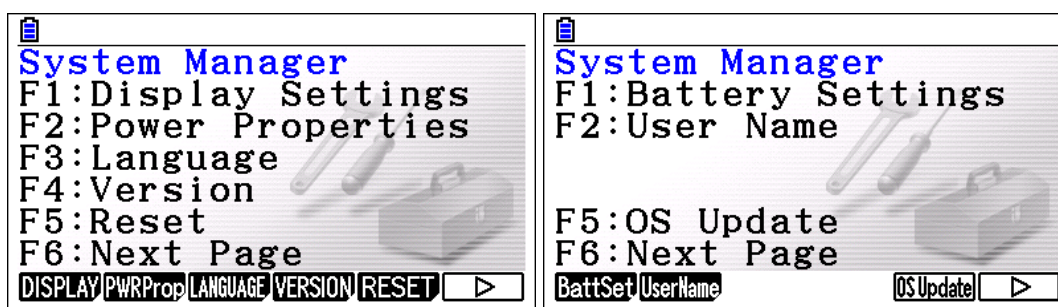 System Manager
F1:Display Settings
F2:Power Properties
F3:Language
F4:Version
F5:Reset
F6:Next Page
DISPLAY PWRProp LANGUAGE VERSION RESET ▷
System Manager
F1:Battery Settings
F2:User Name
F5:OS Update
F6:Next Page
BattSet UserName OS Update ▷